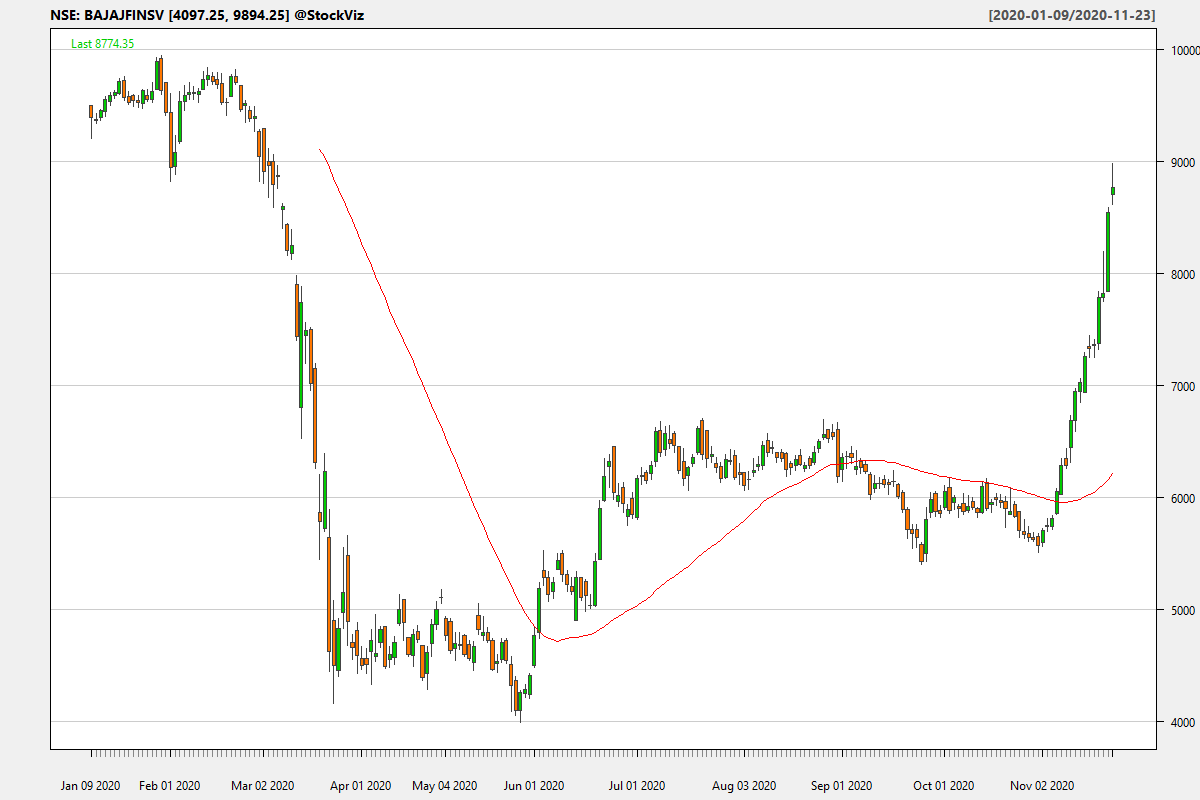 NSE: BAJAJFINSV [4097.25, 9894.25] @StockViz
[2020-01-09/2020-11-23]
Last 8774.35
10000
9000
8000
7000
6000
5000
4000
Jan 09 2020 Feb 01 2020 Mar 02 2020 Apr 01 2020 May 04 2020 Jun 01 2020 Jul 01 2020 Aug 03 2020 Sep 01 2020 Oct 01 2020 Nov 02 2020